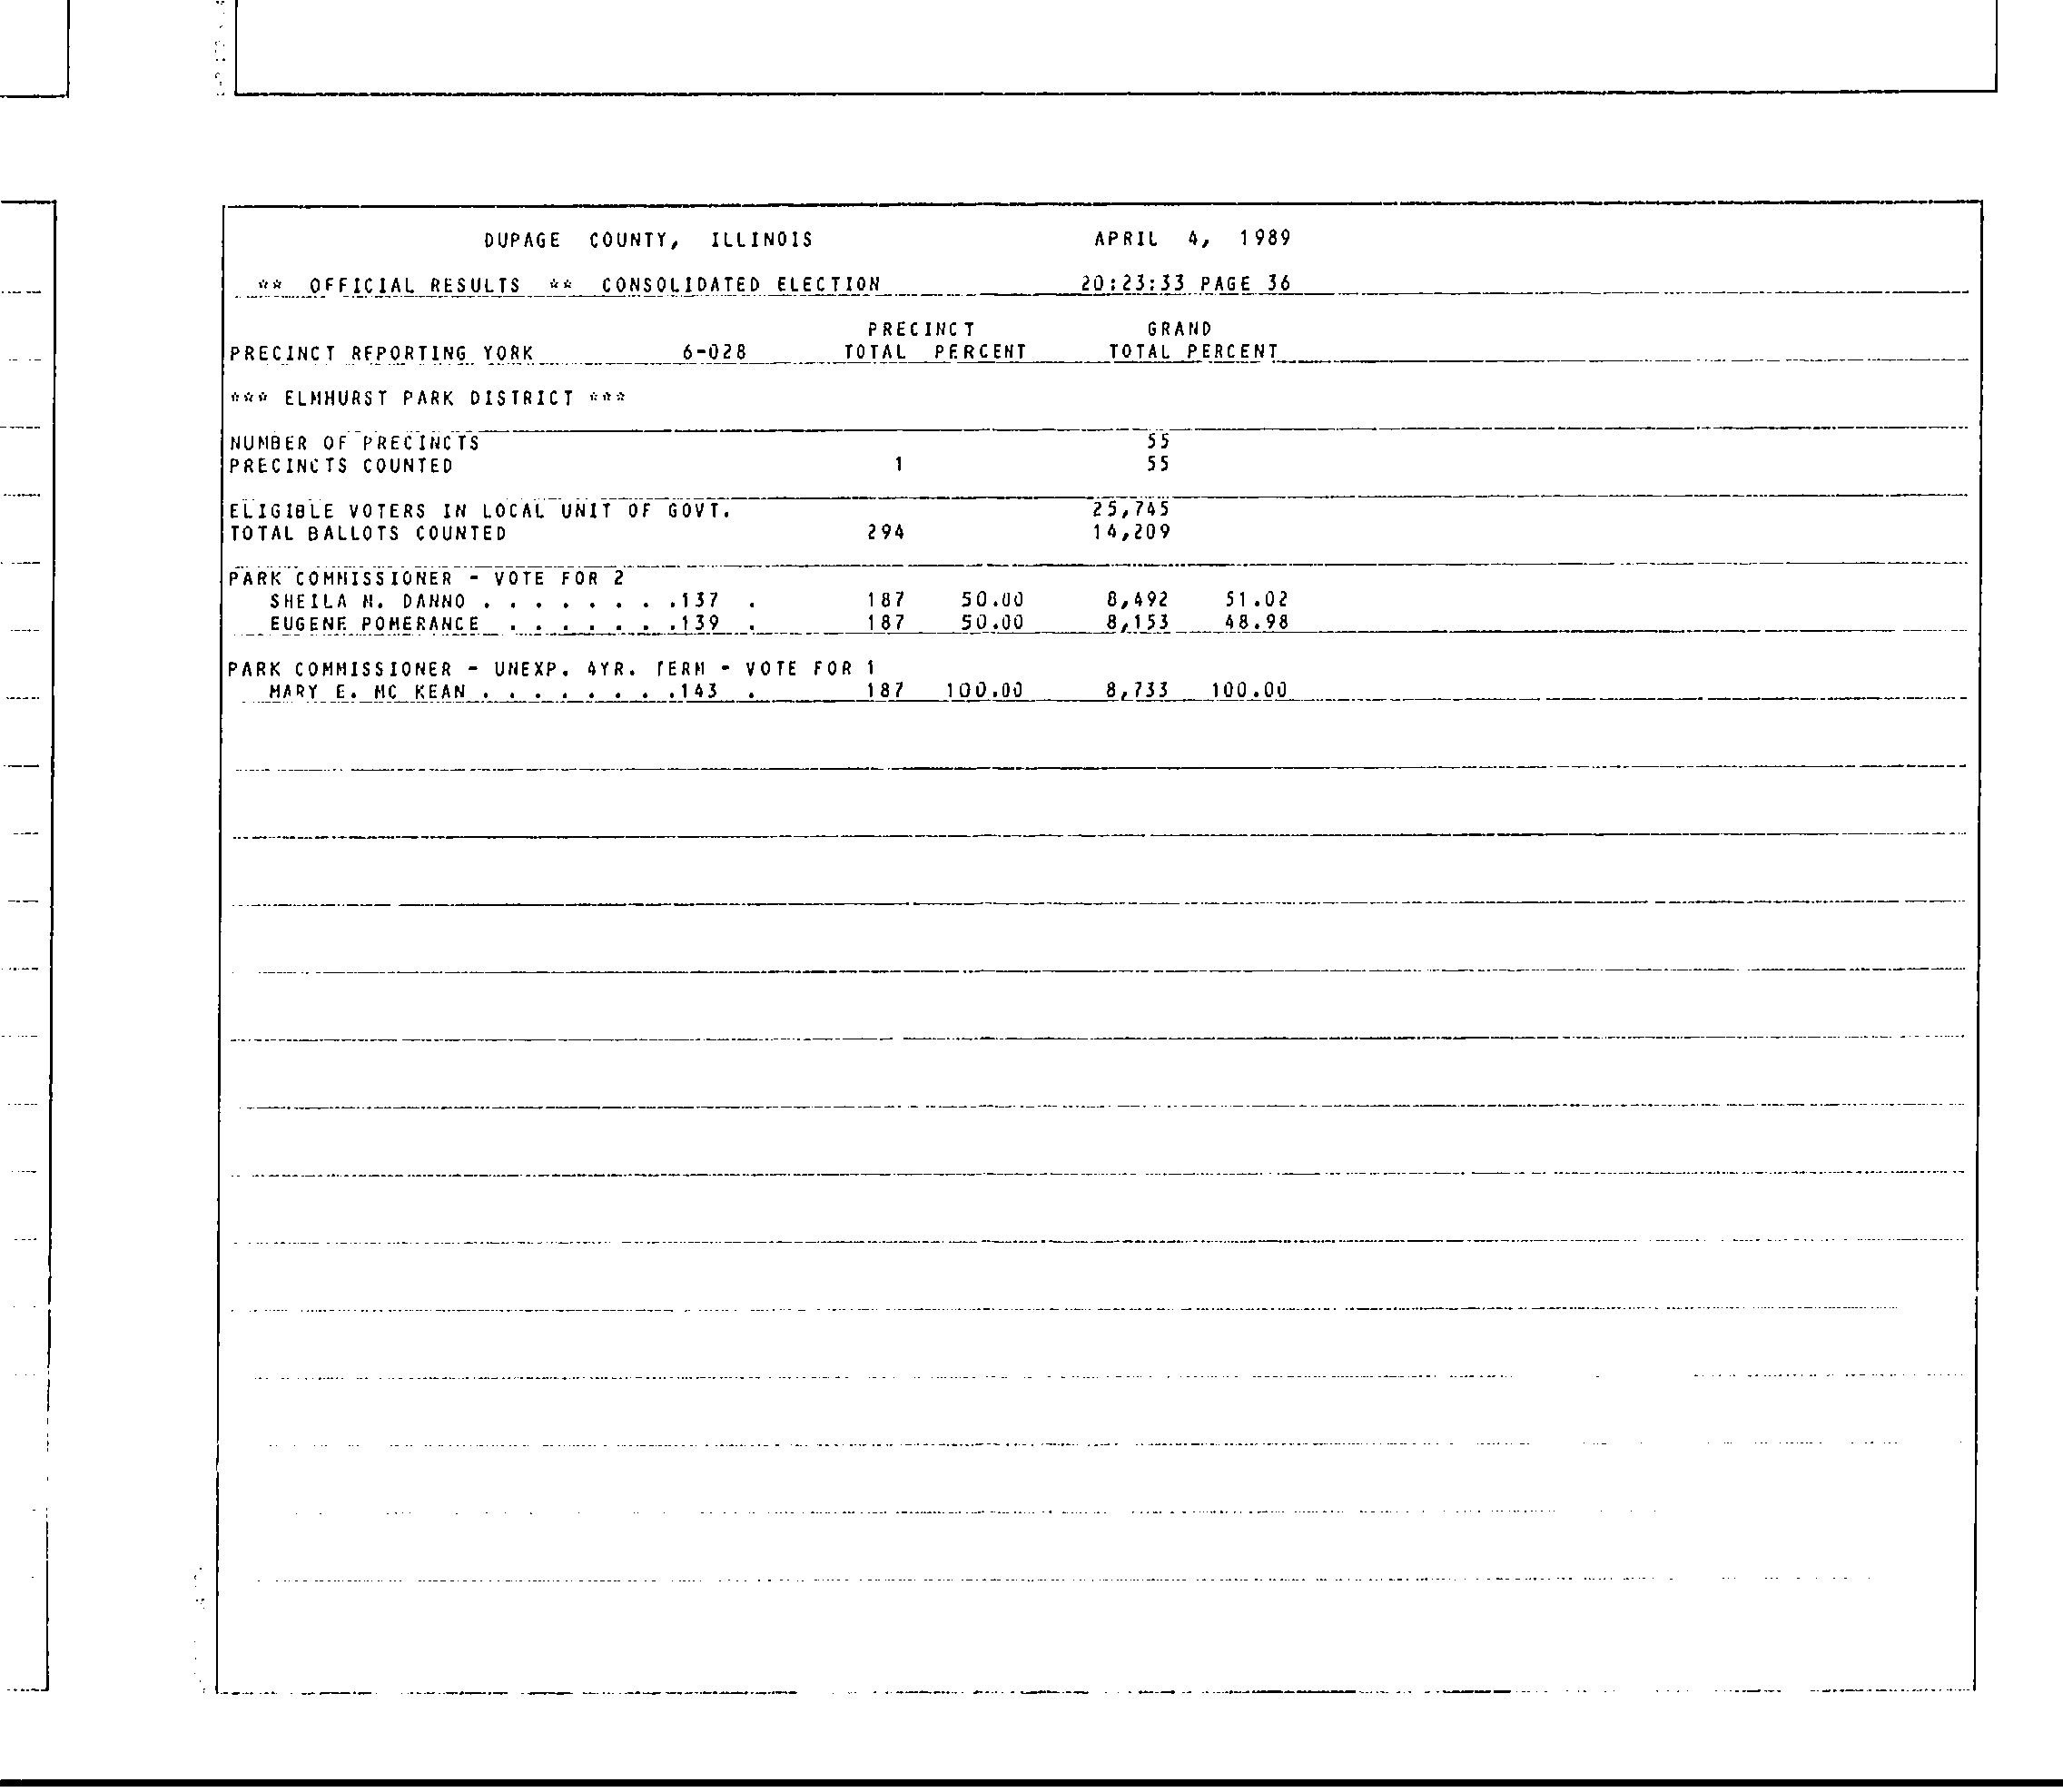 DUPAGE COUNTY, ILLINOIS APRIL 4, 1989
** OFFICIAL RESULTS ** CONSOLIDATED ELECTION 20:23:33 PAGE 36
PRECINCT GRAND
PRECINCT REPORTING YORK 6-028 TOTAL PERCENT TOTAL PERCENT
*** ELMHURST PARK DISTRICT ***
NUMBER OF PRECINCTS 55
PRECINCTS COUNTED 1 55
ELIGIBLE VOTERS IN LOCAL UNIT OF GOVT. 25,745
TOTAL BALLOTS COUNTED 294 14,209
PARK COMMISSIONER - VOTE FOR 2
SHEILA M. DANNO . . . . . . . .137 . 187 50.00 8,492 51.02
EUGENE POMERANCE . . . . . . .139 . 187 50.00 8,153 48.98
PARK COMMISSIONER - UNEXP. 4YR. TERM - VOTE FOR 1
MARY E. MC KEAN . . . . . . . .143 . 187 100.00 8,733 100.00